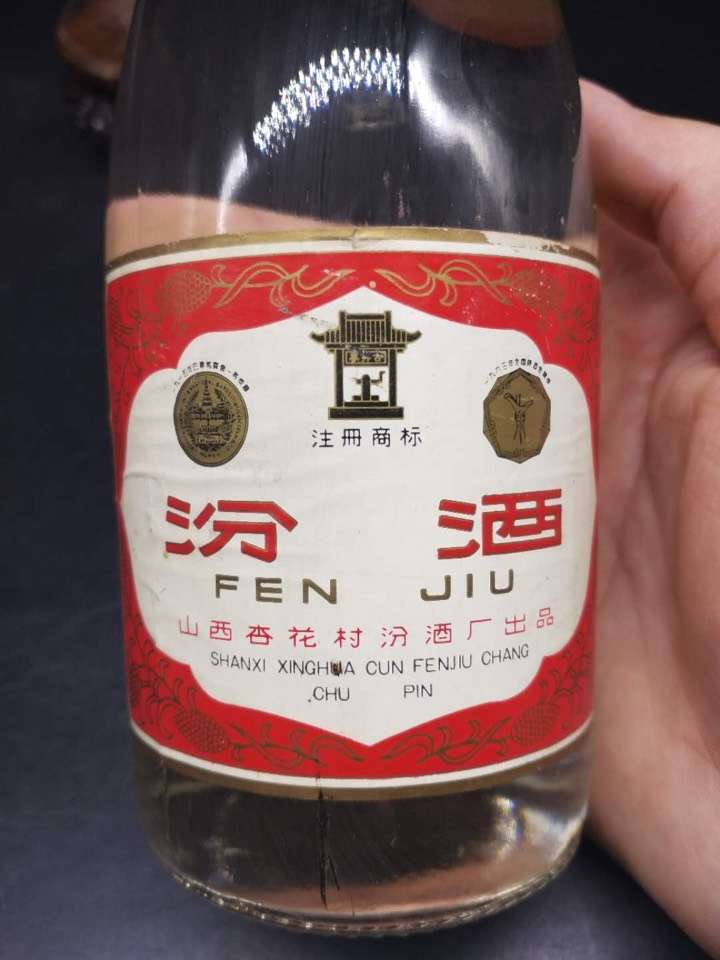 注冊商标
汾酒
FEN JIU
山西杏花村汾酒厂出品
SHANXI XINGHUA CUN FENJIU CHANG
CHU PIN